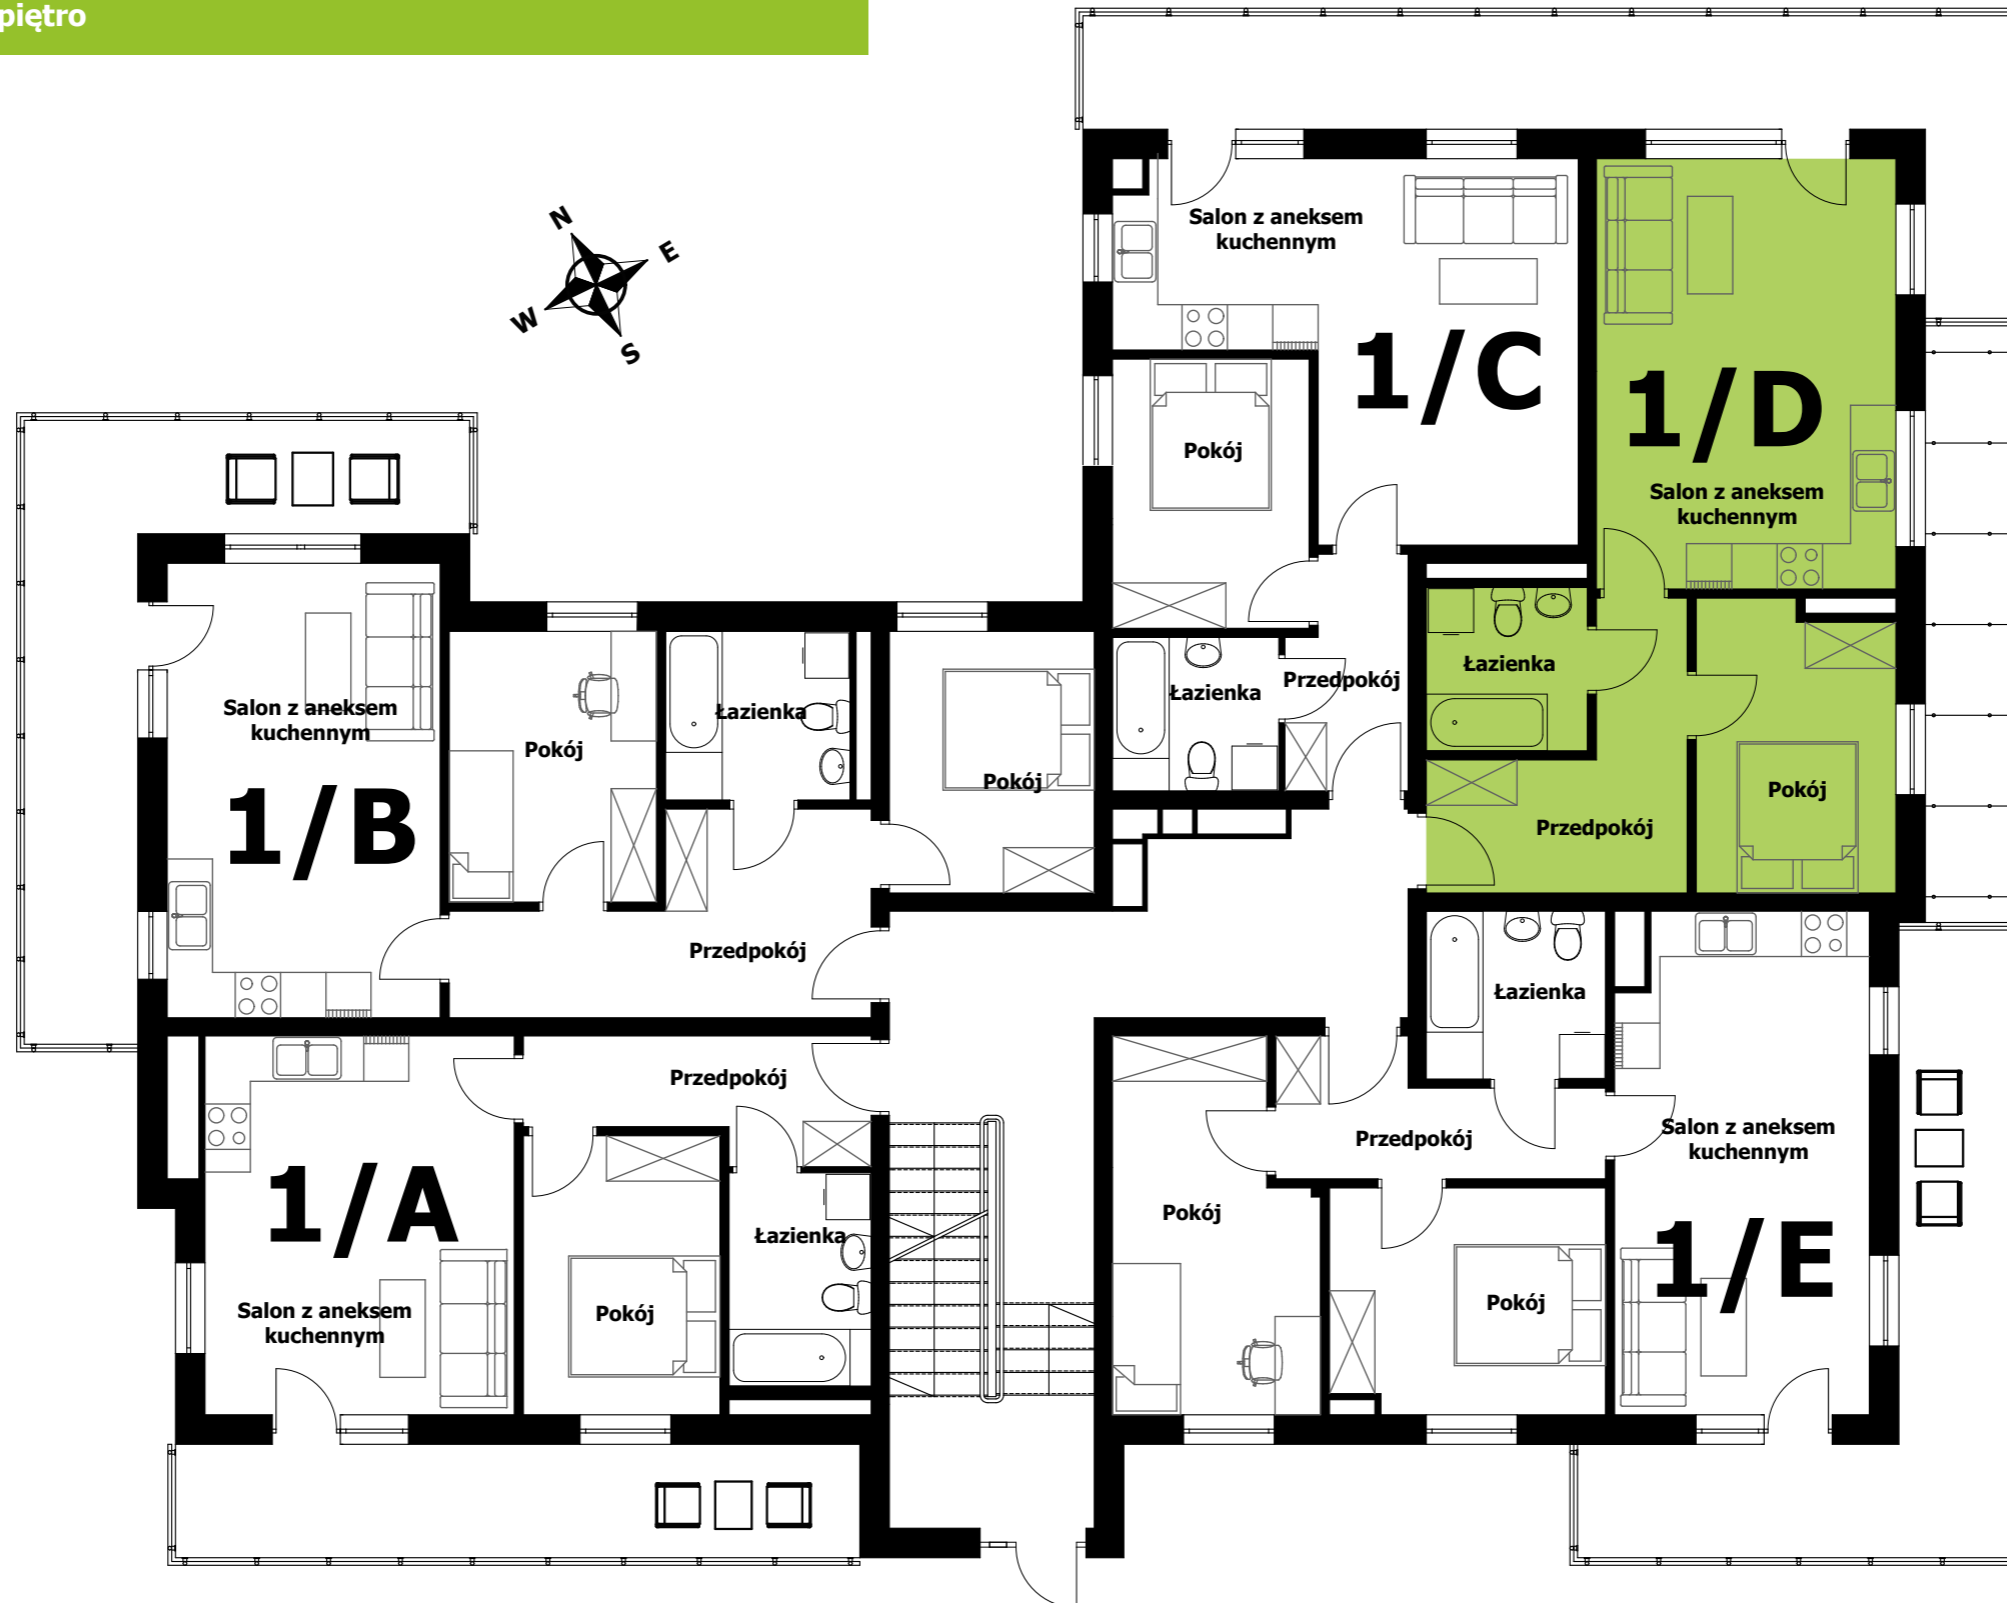 piętro
N
E
W
S
Salon z aneksem
kuchennym
1/C
Pokój
Łazienka
Przedpokój
1/D
Salon z aneksem
kuchennym
Łazienka
Przedpokój
Pokój
Salon z aneksem
kuchennym
1/B
Pokój
Łazienka
Pokój
Przedpokój
Przedpokój
1/A
Salon z aneksem
kuchennym
Pokój
Łazienka
Łazienka
Przedpokój
Salon z aneksem
kuchennym
Pokój
Pokój
1/E